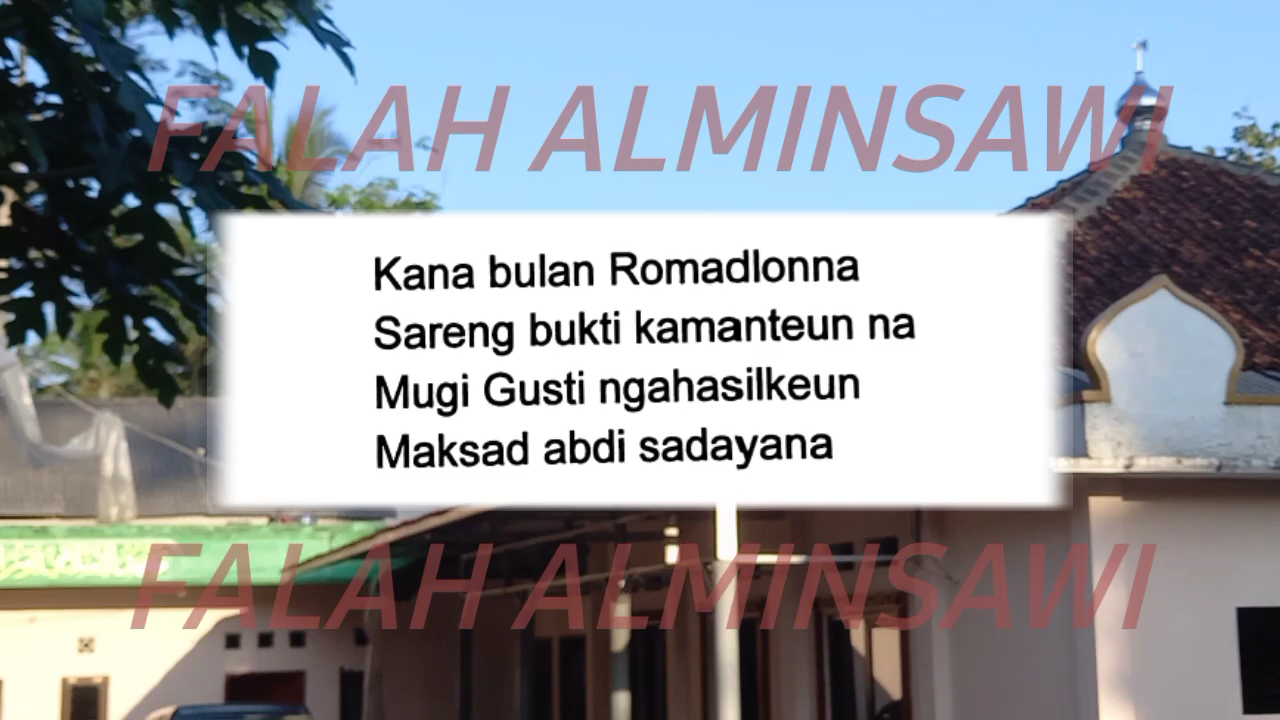 FALAH ALMINSAWI
Kana bulan Romadlonna
Sareng bukti kamanteun na
Mugi Gusti ngahasilkeun
Maksad abdi sadayana
FALAH ALMINSAWI